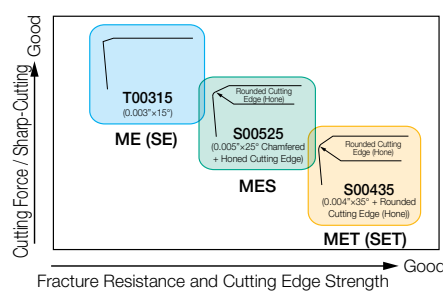 Good
Cutting Force / Sharp-Cutting
T00315
(0.003"×15°)
ME (SE)
Rounded Cutting
Edge (Hone)
S00525
(0.005"×25° Chamfered
+ Honed Cutting Edge)
MES
Rounded Cutting
Edge (Hone)
S00435
(0.004"×35° + Rounded
Cutting Edge (Hone))
MET (SET)
Fracture Resistance and Cutting Edge Strength
Good